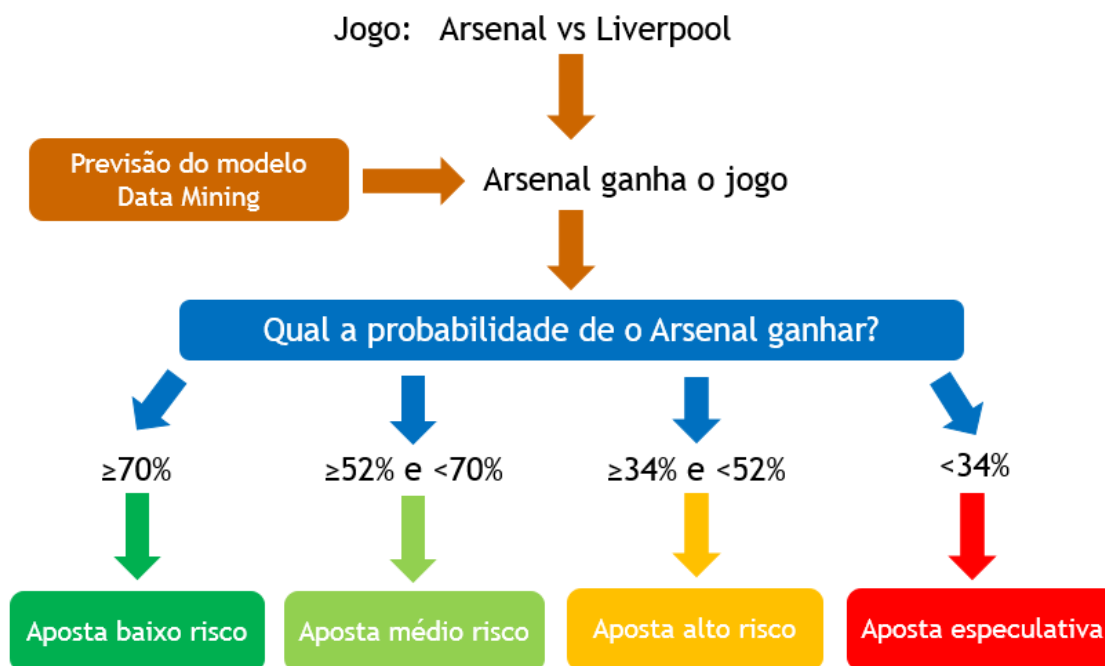 Jogo: Arsenal vs Liverpool
Previsão do modelo
Data Mining
Arsenal ganha o jogo
Qual a probabilidade de o Arsenal ganhar?
≥70%
≥52% e <70%
≥34% e <52%
<34%
Aposta baixo risco
Aposta médio risco
Aposta alto risco
Aposta especulativa